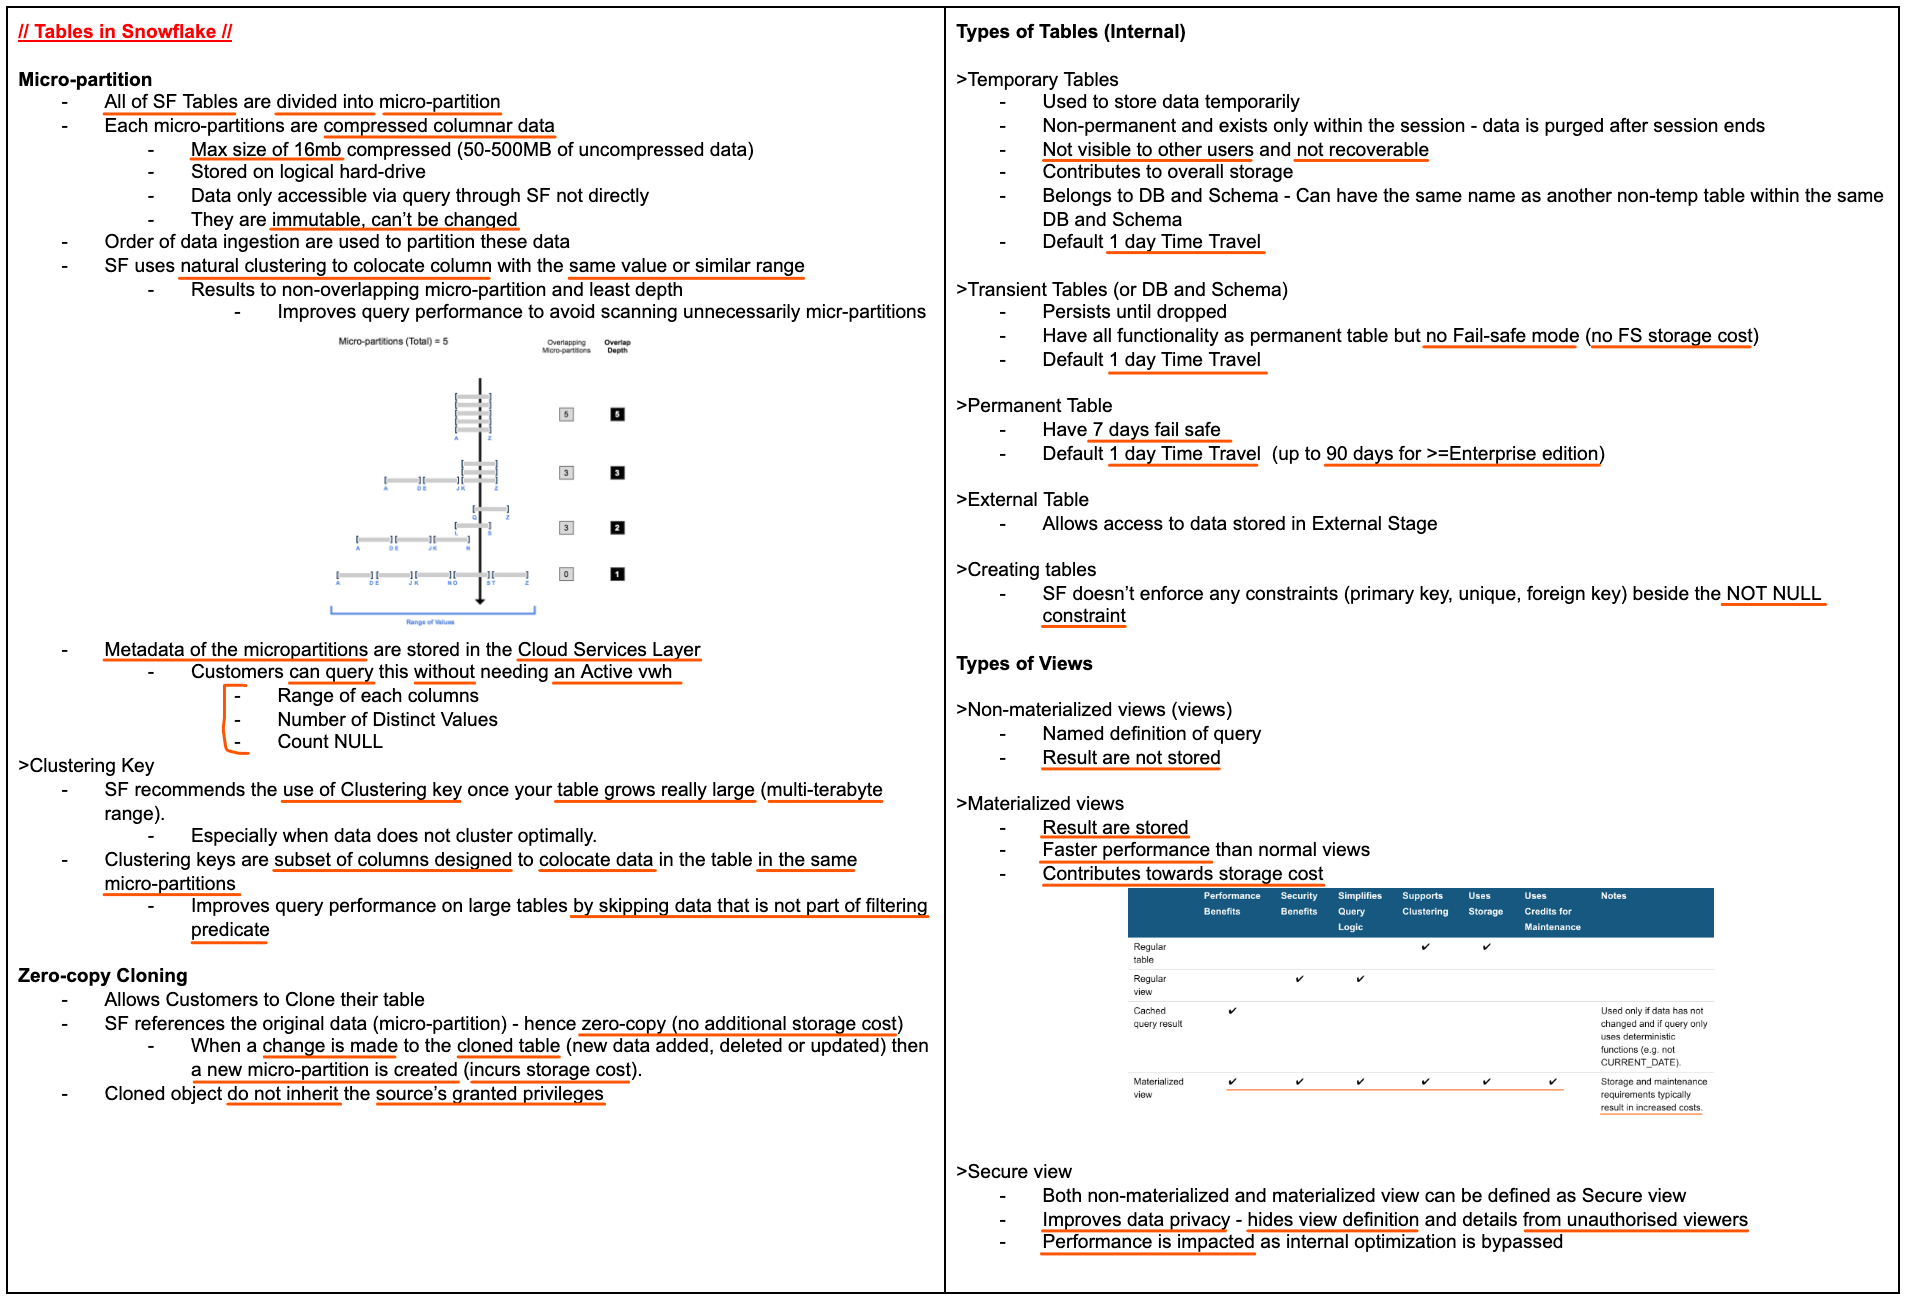 // Tables in Snowflake //
Micro-partition
- All of SF Tables are divided into micro-partition
- Each micro-partitions are compressed columnar data
- Max size of 16mb compressed (50-500MB of uncompressed data)
- Stored on logical hard-drive
- Data only accessible via query through SF not directly
- They are immutable, can't be changed
- Order of data ingestion are used to partition these data
- SF uses natural clustering to colocate column with the same value or similar range
- Results to non-overlapping micro-partition and least depth
- Improves query performance to avoid scanning unnecessarily micr-partitions
Micro-partitions (Total) = 5
Overlapping Overlap
Micro-partitions Depth
5 5
A Z
3 3
A D E J K Z
Q Z
3 2
L S
A D E J K N
0 1
A D E J K N O S T Z
Range of Values
- Metadata of the micropartitions are stored in the Cloud Services Layer
- Customers can query this without needing an Active vwh
- Range of each columns
- Number of Distinct Values
- Count NULL
>Clustering Key
- SF recommends the use of Clustering key once your table grows really large (multi-terabyte
range).
- Especially when data does not cluster optimally.
- Clustering keys are subset of columns designed to colocate data in the table in the same
micro-partitions
- Improves query performance on large tables by skipping data that is not part of filtering
predicate
Zero-copy Cloning
- Allows Customers to Clone their table
- SF references the original data (micro-partition) - hence zero-copy (no additional storage cost)
- When a change is made to the cloned table (new data added, deleted or updated) then
a new micro-partition is created (incurs storage cost).
- Cloned object do not inherit the source's granted privileges
Types of Tables (Internal)
>Temporary Tables
- Used to store data temporarily
- Non-permanent and exists only within the session - data is purged after session ends
- Not visible to other users and not recoverable
- Contributes to overall storage
- Belongs to DB and Schema - Can have the same name as another non-temp table within the same
DB and Schema
- Default 1 day Time Travel
>Transient Tables (or DB and Schema)
- Persists until dropped
- Have all functionality as permanent table but no Fail-safe mode (no FS storage cost)
- Default 1 day Time Travel
>Permanent Table
- Have 7 days fail safe
- Default 1 day Time Travel (up to 90 days for >=Enterprise edition)
>External Table
- Allows access to data stored in External Stage
>Creating tables
- SF doesn't enforce any constraints (primary key, unique, foreign key) beside the NOT NULL
constraint
Types of Views
>Non-materialized views (views)
- Named definition of query
- Result are not stored
>Materialized views
- Result are stored
- Faster performance than normal views
- Contributes towards storage cost
Performance Security Simplifies Supports Uses Uses Notes
Benefits Benefits Query Clustering Storage Credits for
Logic Maintenance
Regular ✔ ✔
table
Regular ✔ ✔
view
Cached ✔ Used only if data has not
query result changed and if query only
uses deterministic
functions (e.g. not
CURRENT_DATE).
Materialized ✔ ✔ ✔ ✔ ✔ ✔ Storage and maintenance
view requirements typically
result in increased costs.
>Secure view
- Both non-materialized and materialized view can be defined as Secure view
- Improves data privacy - hides view definition and details from unauthorised viewers
- Performance is impacted as internal optimization is bypassed